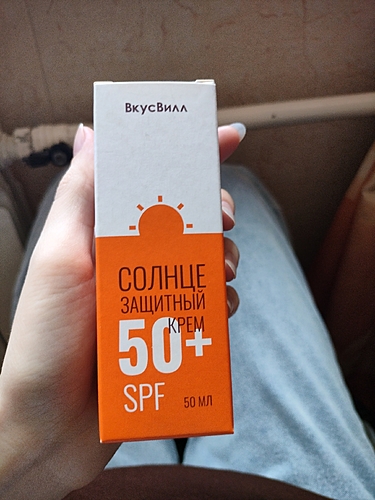 ВкусВилл
СОЛНЦЕ
ЗАЩИТНЫЙ
КРЕМ
50+
SPF 50 МЛ